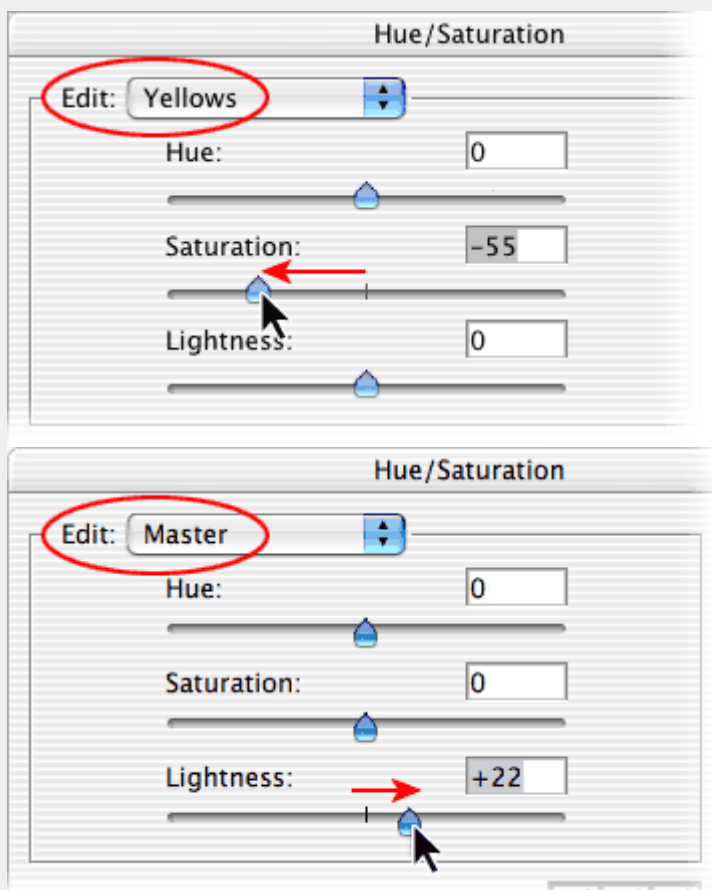 Hue/Saturation
Edit: Yellows
Hue: 0
Saturation: -55
Lightness: 0
Hue/Saturation
Edit: Master
Hue: 0
Saturation: 0
Lightness: +22